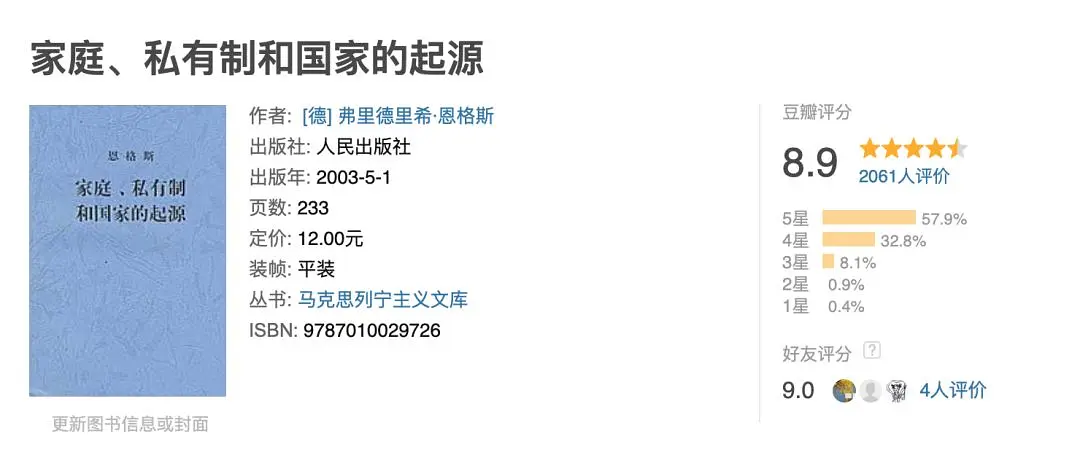 家庭、私有制和国家的起源
恩格斯
家庭、私有制
和国家的起源
更新图书信息或封面
作者: [德] 弗里德里希·恩格斯
出版社: 人民出版社
出版年: 2003-5-1
页数: 233
定价: 12.00元
装帧: 平装
丛书: 马克思列宁主义文库
ISBN: 9787010029726
豆瓣评分
8.9
2061人评价
5星 57.9%
4星 32.8%
3星 8.1%
2星 0.9%
1星 0.4%
好友评分 ?
9.0 4人评价